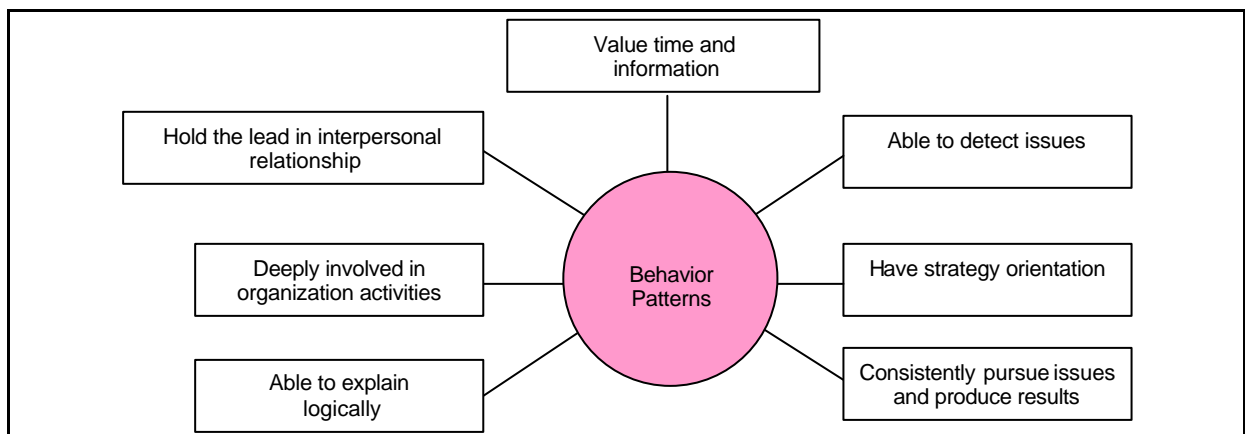 Value time and
information
Hold the lead in interpersonal
relationship
Able to detect issues
Deeply involved in
organization activities
Behavior
Patterns
Have strategy orientation
Able to explain
logically
Consistently pursue issues
and produce results